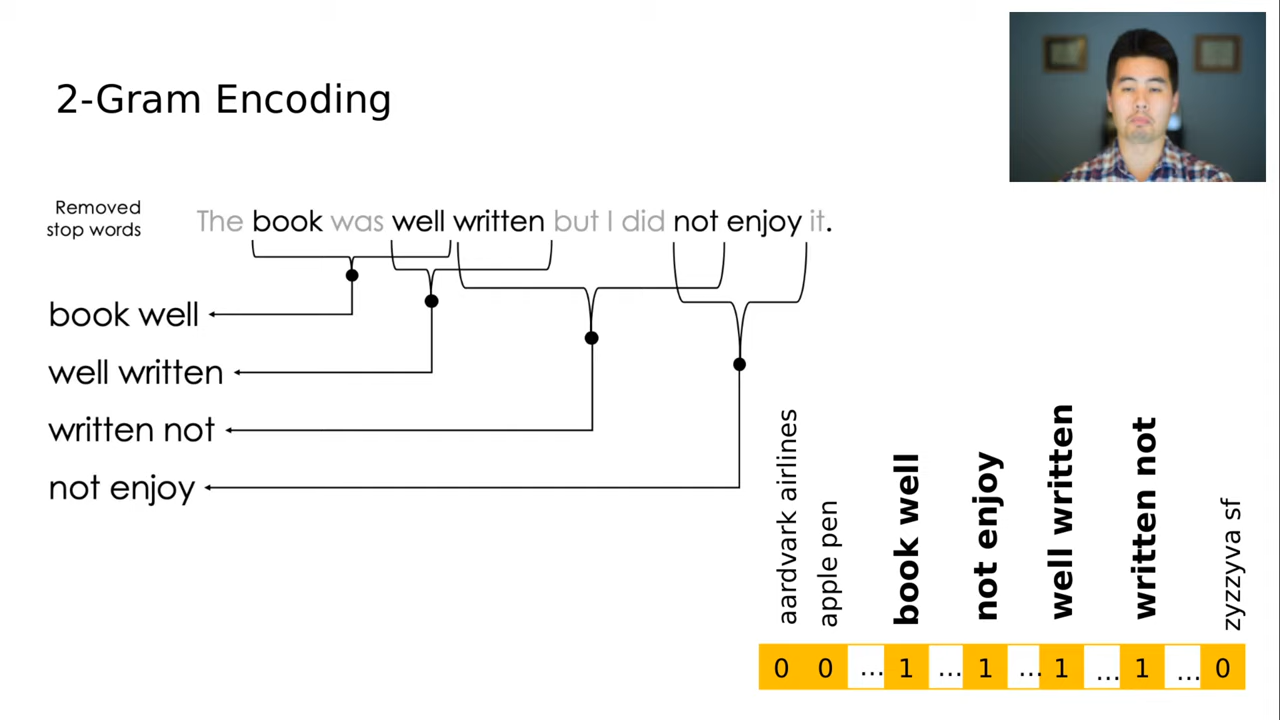 2-Gram Encoding
Removed
stop words
The book was well written but I did not enjoy it.
book well
well written
written not
not enjoy
aardvark airlines
apple pen
book well
not enjoy
well written
written not
zyzzyva sf
0 0 ... 1 ... 1 ... 1 ... 1 ... 0